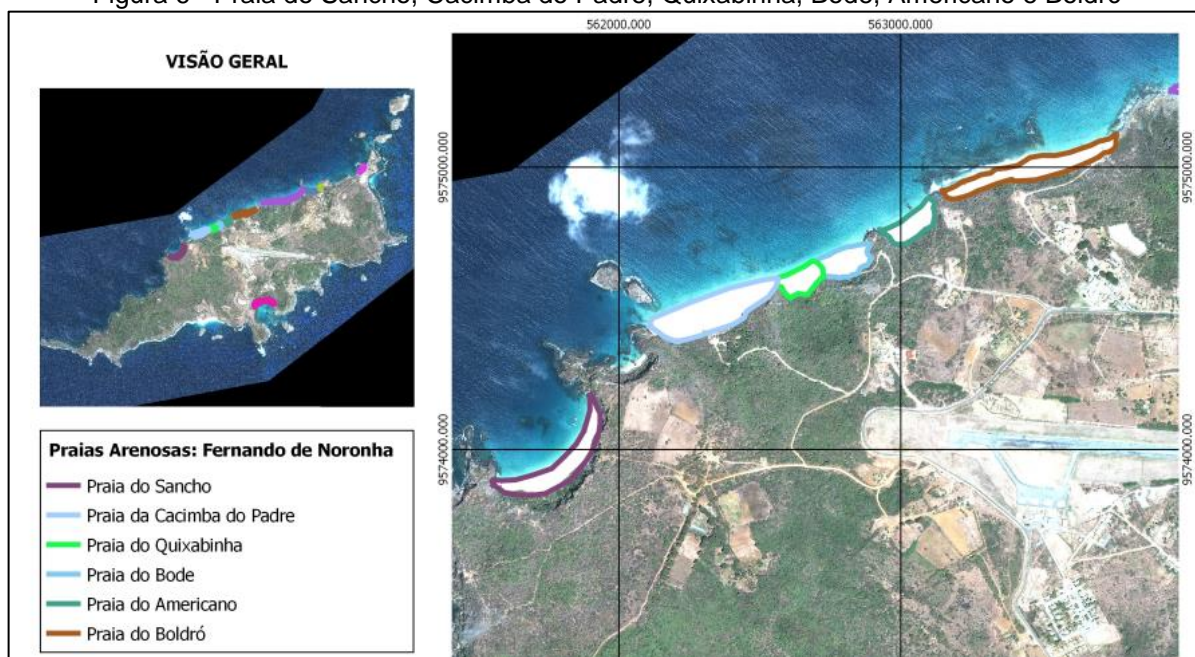 Figura 6 - Praia do Sancho, Cacimba do Padre, Quixabinha, Bode, Americano e Boldró
562000.000
563000.000
VISÃO GERAL
9575000.000
9575000.000
9574000.000
9574000.000
Praias Arenosas: Fernando de Noronha
Praia do Sancho
Praia da Cacimba do Padre
Praia do Quixabinha
Praia do Bode
Praia do Americano
Praia do Boldró